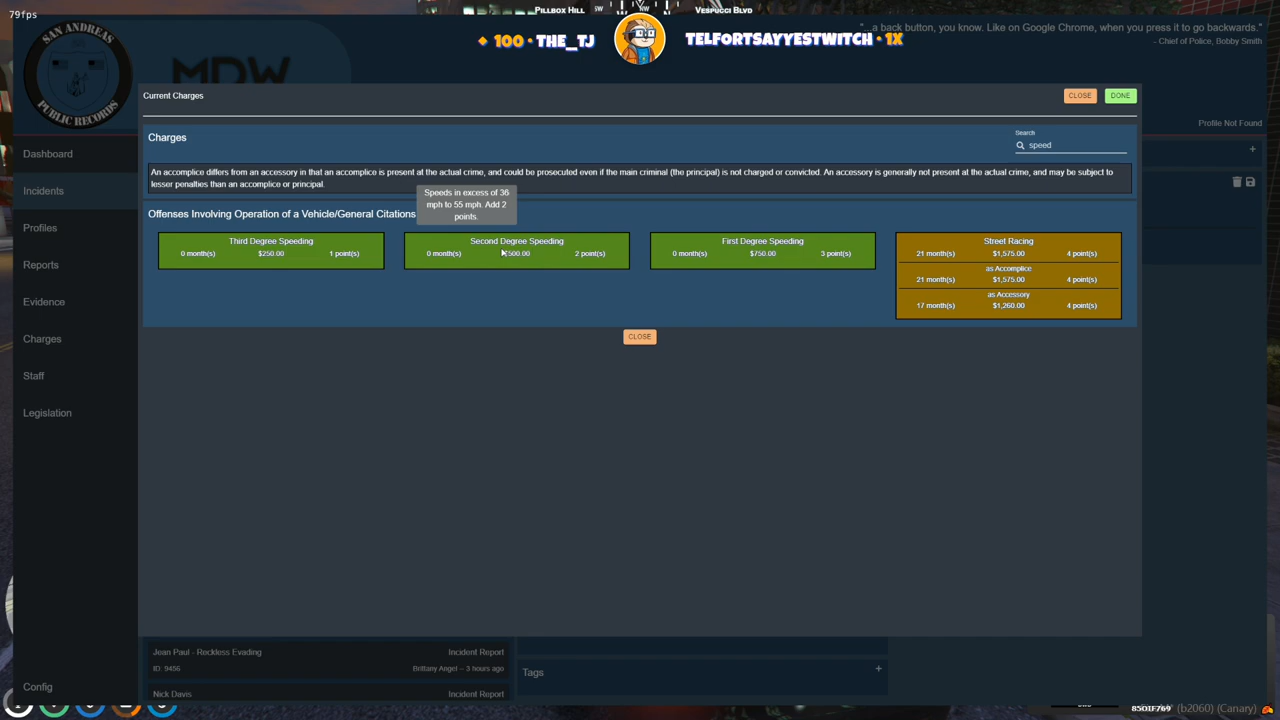 79fps
PILLBOX HILL SW NW VESPUCCI BLVD
100 · THE_TJ
TELFORTSAYYESTWITCH · 1X
"...a back button, you know. Like on Google Chrome, when you press it to go backwards."
- Chief of Police, Bobby Smith
SAN ANDREAS
PUBLIC RECORDS
MDW
Current Charges
CLOSE
DONE
Profile Not Found
Dashboard
Incidents
Profiles
Reports
Evidence
Charges
Staff
Legislation
Config
Charges
Search
speed
An accomplice differs from an accessory in that an accomplice is present at the actual crime, and could be prosecuted even if the main criminal (the principal) is not charged or convicted. An accessory is generally not present at the actual crime, and may be subject to
lesser penalties than an accomplice or principal.
Speeds in excess of 36
mph to 55 mph. Add 2
points.
Offenses Involving Operation of a Vehicle/General Citations
Third Degree Speeding
0 month(s) $250.00 1 point(s)
Second Degree Speeding
0 month(s) $500.00 2 point(s)
First Degree Speeding
0 month(s) $750.00 3 point(s)
Street Racing
21 month(s) $1,575.00 4 point(s)
as Accomplice
21 month(s) $1,575.00 4 point(s)
as Accessory
17 month(s) $1,260.00 4 point(s)
CLOSE
Jean Paul - Reckless Evading Incident Report
ID: 9456 Brittany Angel -- 3 hours ago
Nick Davis Incident Report
Tags
(b2060) (Canary)